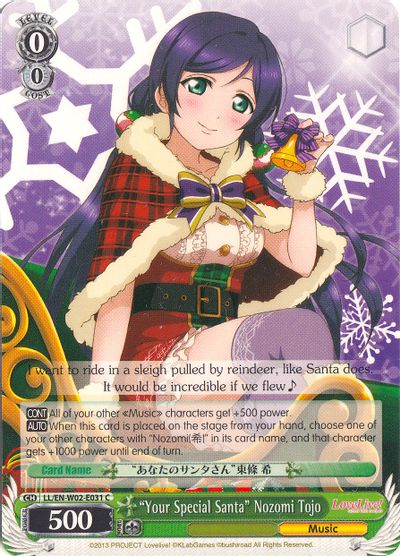 LEVEL
0
0
COST
I want to ride in a sleigh pulled by reindeer, like Santa does.
It would be incredible if we flew♪
CONT All of your other «Music» characters get +500 power.
AUTO When this card is placed on the stage from your hand, choose one of
your other characters with "Nozomi[希]" in its card name, and that character
gets +1000 power until end of turn.
Card Name "あなたのサンタさん" 東條 希
CH LL/EN-W02-E031 C
POWER 500
"Your Special Santa" Nozomi Tojo
LoveLive!
Music
©2013 PROJECT Lovelive! ©KLabGames ©bushiroad All Rights Reserved.